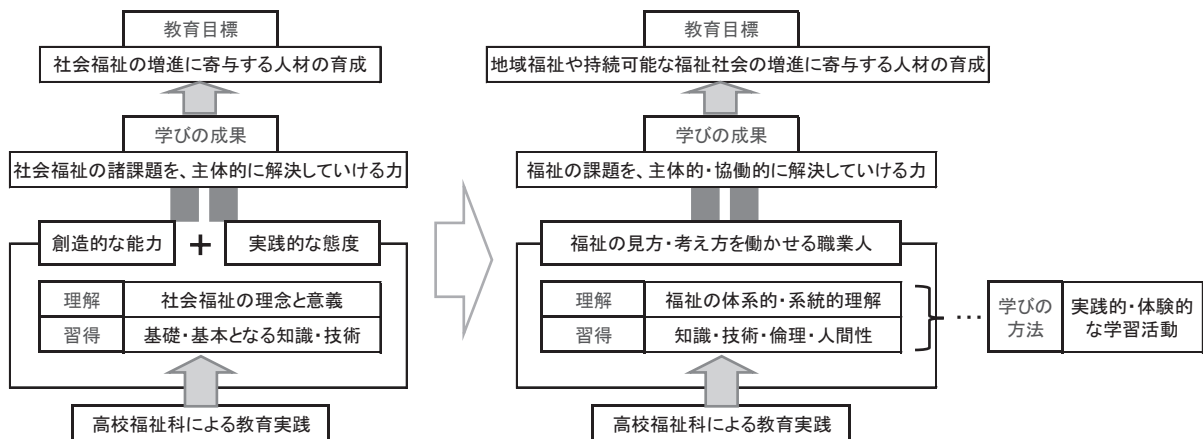 教育目標
社会福祉の増進に寄与する人材の育成
学びの成果
社会福祉の諸課題を、主体的に解決していける力
創造的な能力 + 実践的な態度
理解 社会福祉の理念と意義
習得 基礎・基本となる知識・技術
高校福祉科による教育実践
教育目標
地域福祉や持続可能な福祉社会の増進に寄与する人材の育成
学びの成果
福祉の課題を、主体的・協働的に解決していける力
福祉の見方・考え方を働かせる職業人
理解 福祉の体系的・系統的理解
習得 知識・技術・倫理・人間性
高校福祉科による教育実践
…
学びの
方法
実践的・体験的
な学習活動